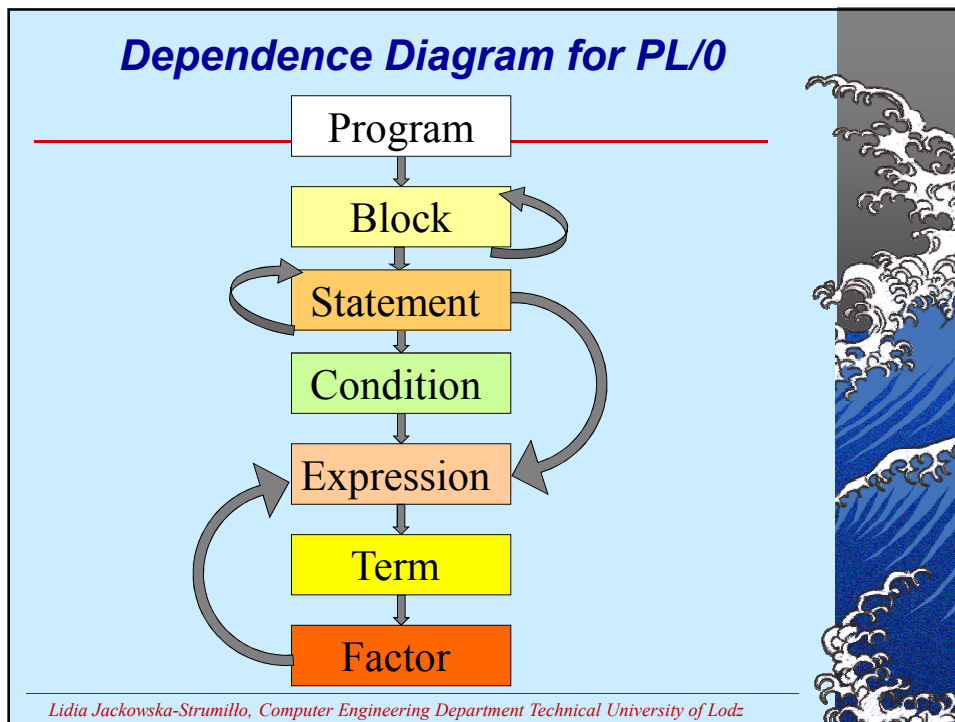 Dependence Diagram for PL/0
Program
Block
Statement
Condition
Expression
Term
Factor
Lidia Jackowska-Strumiłło, Computer Engineering Department Technical University of Lodz